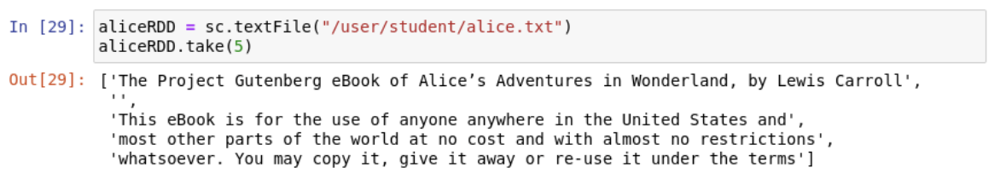 In [29]: aliceRDD = sc.textFile("/user/student/alice.txt")
aliceRDD.take(5)
Out[29]: ['The Project Gutenberg eBook of Alice’s Adventures in Wonderland, by Lewis Carroll',
'',
'This eBook is for the use of anyone anywhere in the United States and',
'most other parts of the world at no cost and with almost no restrictions',
'whatsoever. You may copy it, give it away or re-use it under the terms']